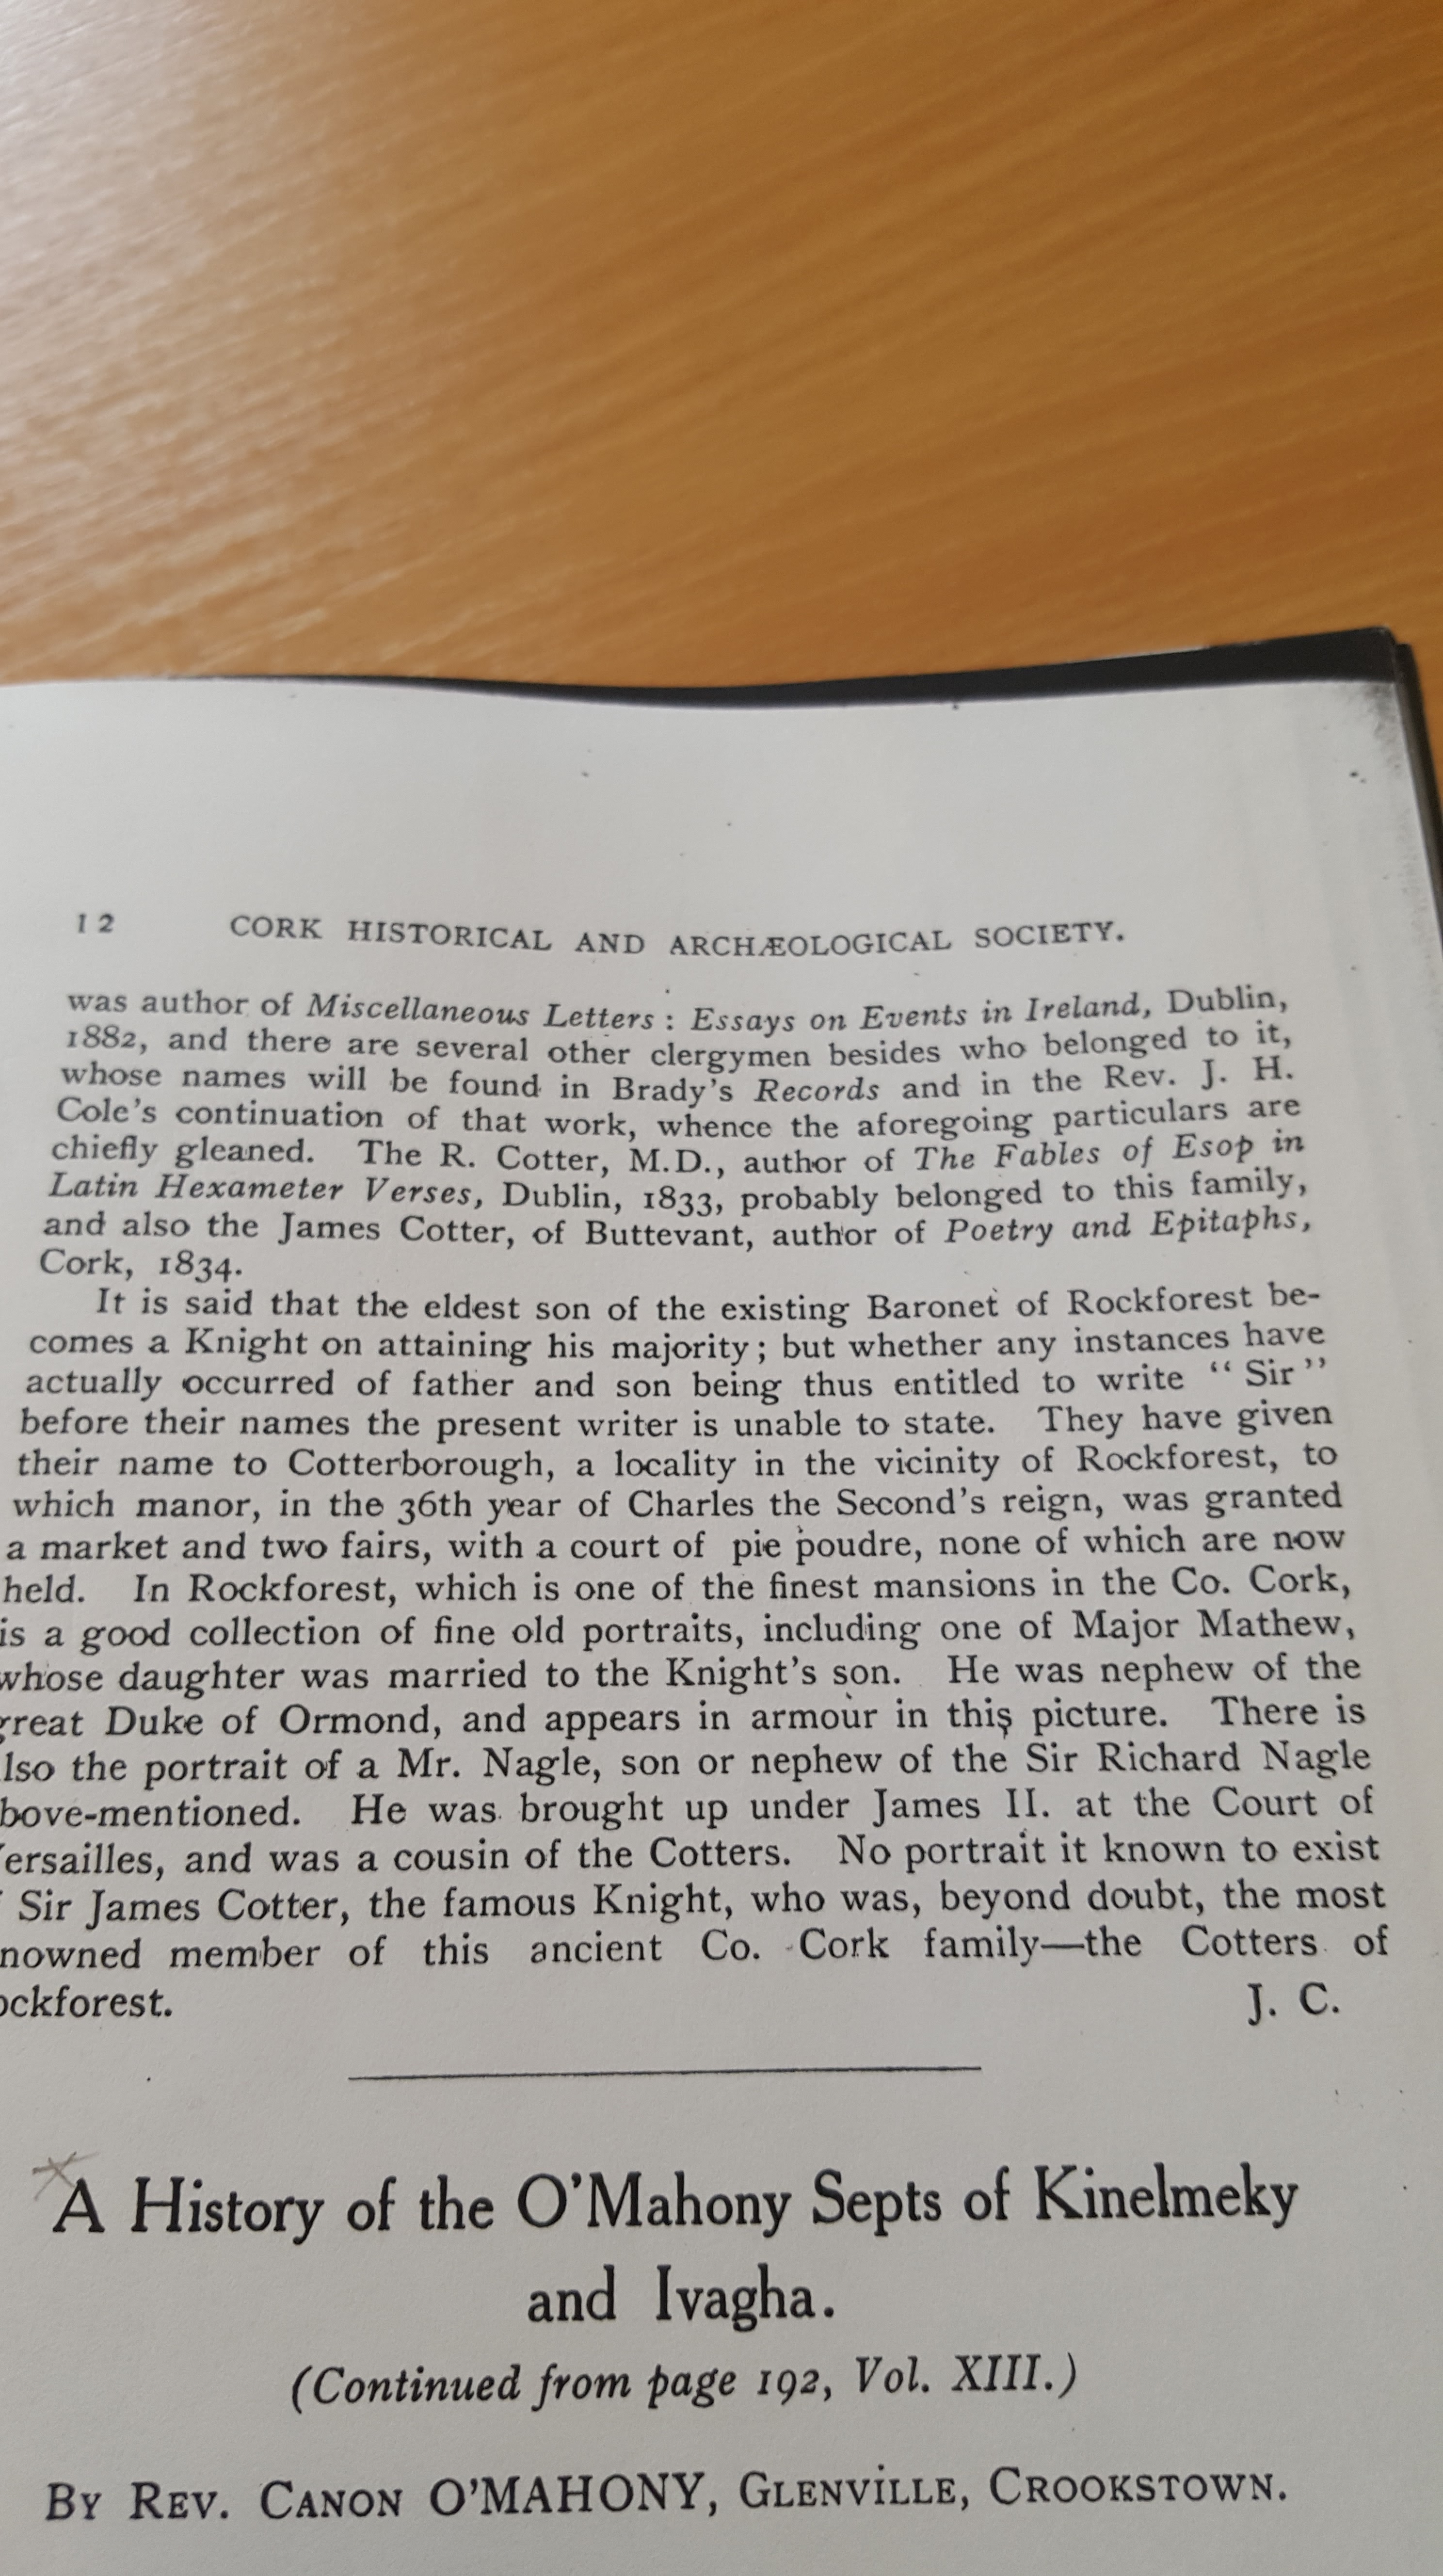 12 CORK HISTORICAL AND ARCHÆOLOGICAL SOCIETY.
was author of Miscellaneous Letters : Essays on Events in Ireland, Dublin,
1882, and there are several other clergymen besides who belonged to it,
whose names will be found in Brady's Records and in the Rev. J. H.
Cole's continuation of that work, whence the aforegoing particulars are
chiefly gleaned. The R. Cotter, M.D., author of The Fables of Esop in
Latin Hexameter Verses, Dublin, 1833, probably belonged to this family,
and also the James Cotter, of Buttevant, author of Poetry and Epitaphs,
Cork, 1834.
It is said that the eldest son of the existing Baronet of Rockforest be-
comes a Knight on attaining his majority; but whether any instances have
actually occurred of father and son being thus entitled to write "Sir"
before their names the present writer is unable to state. They have given
their name to Cotterborough, a locality in the vicinity of Rockforest, to
which manor, in the 36th year of Charles the Second's reign, was granted
a market and two fairs, with a court of pie poudre, none of which are now
held. In Rockforest, which is one of the finest mansions in the Co. Cork,
is a good collection of fine old portraits, including one of Major Mathew,
whose daughter was married to the Knight's son. He was nephew of the
great Duke of Ormond, and appears in armour in this picture. There is
lso the portrait of a Mr. Nagle, son or nephew of the Sir Richard Nagle
bove-mentioned. He was brought up under James II. at the Court of
ersailles, and was a cousin of the Cotters. No portrait it known to exist
Sir James Cotter, the famous Knight, who was, beyond doubt, the most
nowned member of this ancient Co. Cork family—the Cotters of
ockforest. J. C.
A History of the O'Mahony Septs of Kinelmeky
and Ivagha.
(Continued from page 192, Vol. XIII.)
By Rev. Canon O'MAHONY, Glenville, Crookstown.